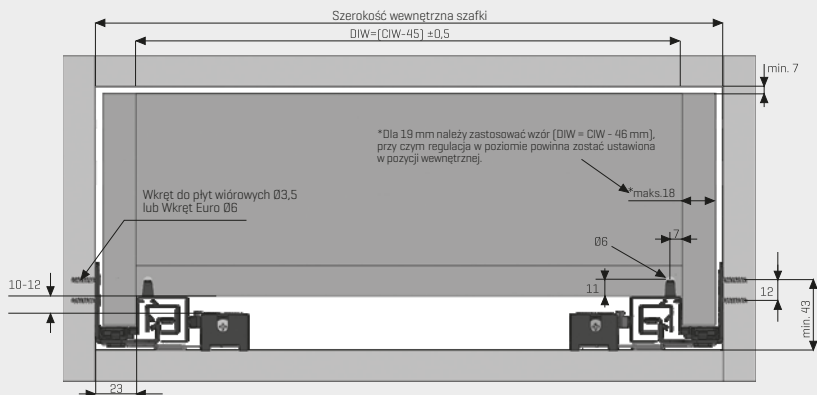 Szerokość wewnętrzna szafki
DIW=(CIW-45) ±0,5
min. 7
*Dla 19 mm należy zastosować wzór (DIW = CIW - 46 mm),
przy czym regulacja w poziomie powinna zostać ustawiona
w pozycji wewnętrznej.
Wkręt do płyt wiórowych Ø3,5
lub Wkręt Euro Ø6
*maks.18
7
Ø6
10-12
11
12
min. 43
23